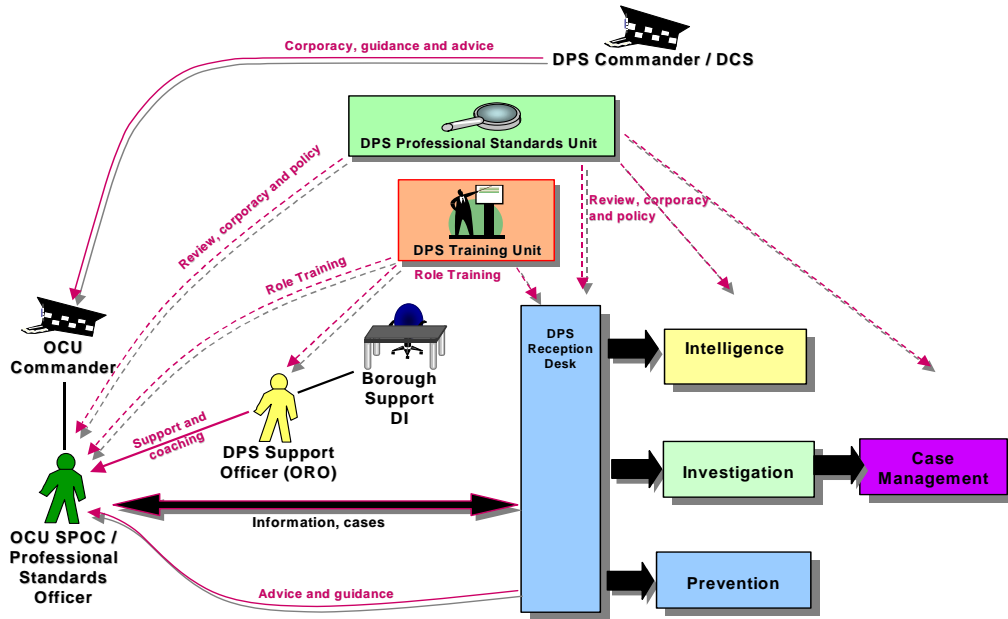 Corporacy, guidance and advice
DPS Commander / DCS
DPS Professional Standards Unit
Review, corporacy and policy
Review, corporacy
and policy
DPS Training Unit
Role Training
Role Training
OCU
Commander
DPS
Reception
Desk
Intelligence
Borough
Support
DI
Support and
coaching
DPS Support
Officer (ORO)
Investigation
Case
Management
Information, cases
OCU SPOC /
Professional
Standards
Officer
Advice and guidance
Prevention